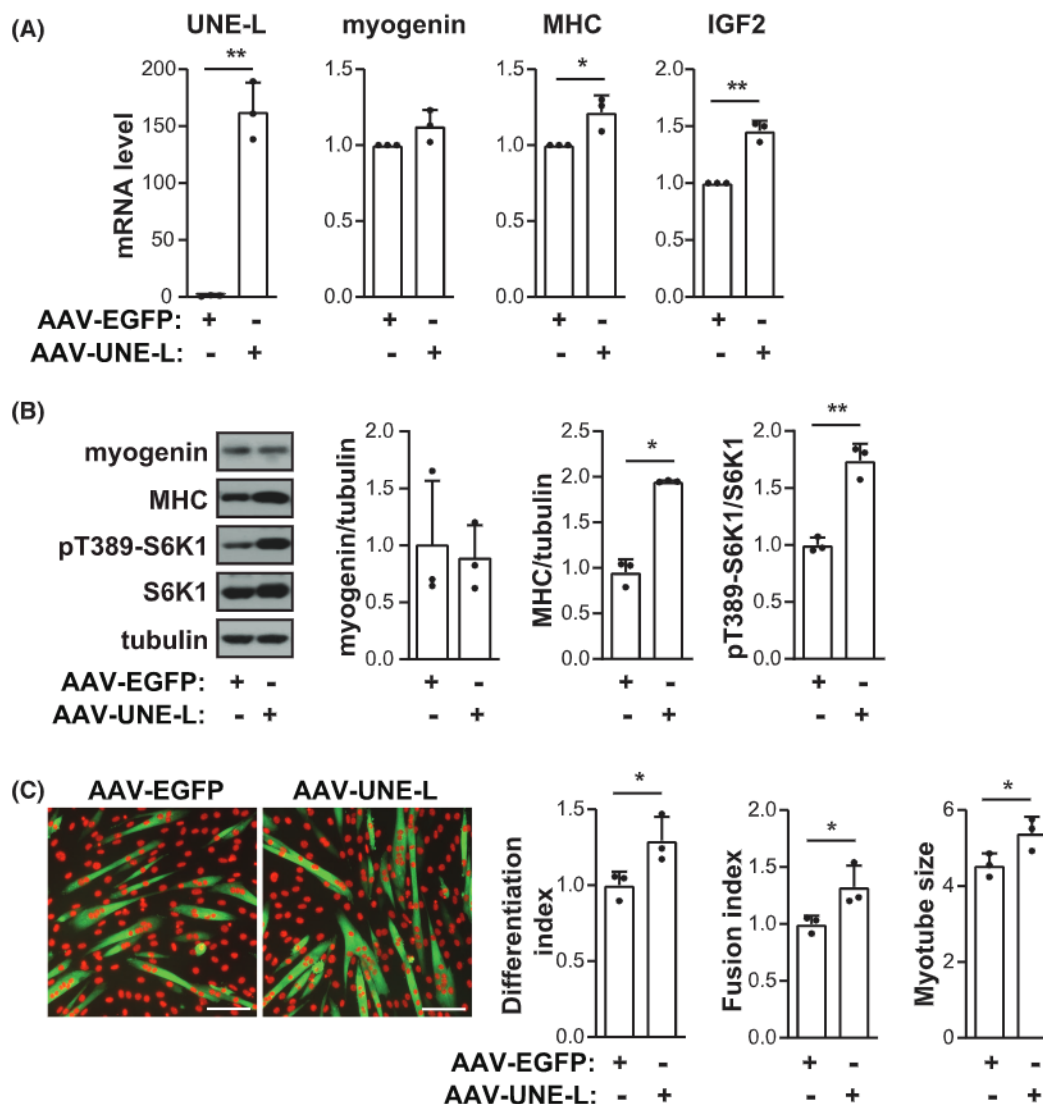 (A)
UNE-L myogenin MHC IGF2
mRNA level
200
150
100
50
0
**
1.5
1.0
0.5
0.0
1.5
1.0
0.5
0.0
*
2.0
1.5
1.0
0.5
0.0
**
AAV-EGFP: + - + - + - + -
AAV-UNE-L: - + - + - + - +
(B)
myogenin
MHC
pT389-S6K1
S6K1
tubulin
AAV-EGFP: + -
AAV-UNE-L: - +
myogenin/tubulin
2.0
1.5
1.0
0.5
0.0
+ -
- +
MHC/tubulin
2.5
2.0
1.5
1.0
0.5
0.0
*
+ -
- +
pT389-S6K1/S6K1
2.0
1.5
1.0
0.5
0.0
**
+ -
- +
(C)
AAV-EGFP AAV-UNE-L
Differentiation
index
1.5
1.0
0.5
0.0
*
Fusion index
2.0
1.5
1.0
0.5
0.0
*
Myotube size
6
4
2
0
*
AAV-EGFP: + - + - + -
AAV-UNE-L: - + - + - +